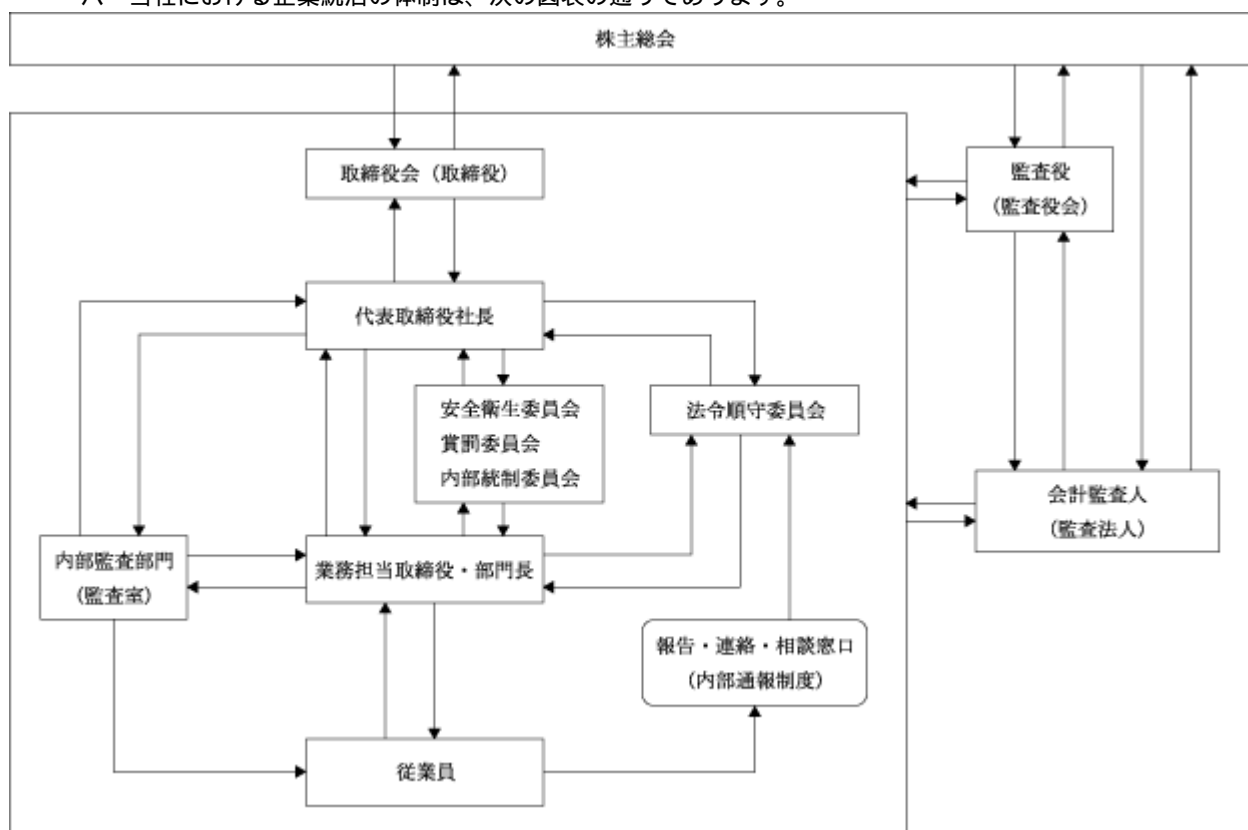 ハ　当社における企業統治の体制は、次の図表の通りであります。
株主総会
取締役会（取締役）
監査役
（監査役会）
代表取締役社長
安全衛生委員会
賞罰委員会
内部統制委員会
法令順守委員会
会計監査人
（監査法人）
内部監査部門
（監査室）
業務担当取締役・部門長
報告・連絡・相談窓口
（内部通報制度）
従業員